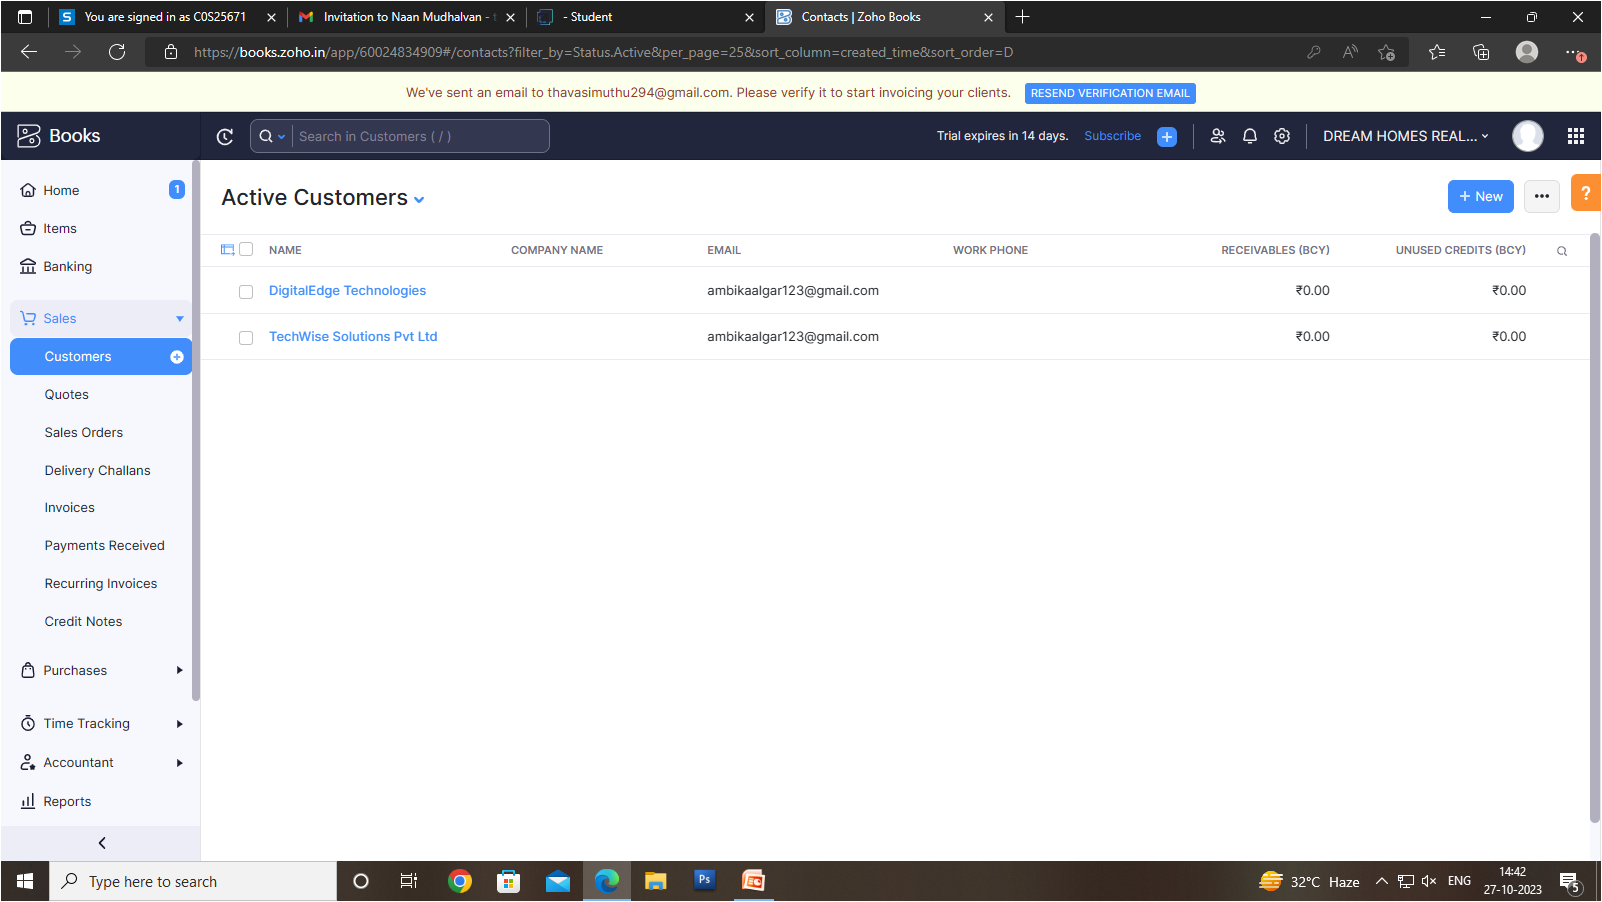 You are signed in as C0S25671
Invitation to Naan Mudhalvan - t
- Student
Contacts | Zoho Books
https://books.zoho.in/app/60024834909#/contacts?filter_by=Status.Active&per_page=25&sort_column=created_time&sort_order=D
We've sent an email to thavasimuthu294@gmail.com. Please verify it to start invoicing your clients. RESEND VERIFICATION EMAIL
Books
Search in Customers ( / )
Trial expires in 14 days. Subscribe
DREAM HOMES REAL...
Home 1
Items
Banking
Sales
Customers
Quotes
Sales Orders
Delivery Challans
Invoices
Payments Received
Recurring Invoices
Credit Notes
Purchases
Time Tracking
Accountant
Reports
Active Customers
+ New
?
NAME COMPANY NAME EMAIL WORK PHONE RECEIVABLES (BCY) UNUSED CREDITS (BCY)
DigitalEdge Technologies ambikaalgar123@gmail.com ₹0.00 ₹0.00
TechWise Solutions Pvt Ltd ambikaalgar123@gmail.com ₹0.00 ₹0.00
Type here to search
Ps
32°C Haze
ENG
14:42
27-10-2023
5